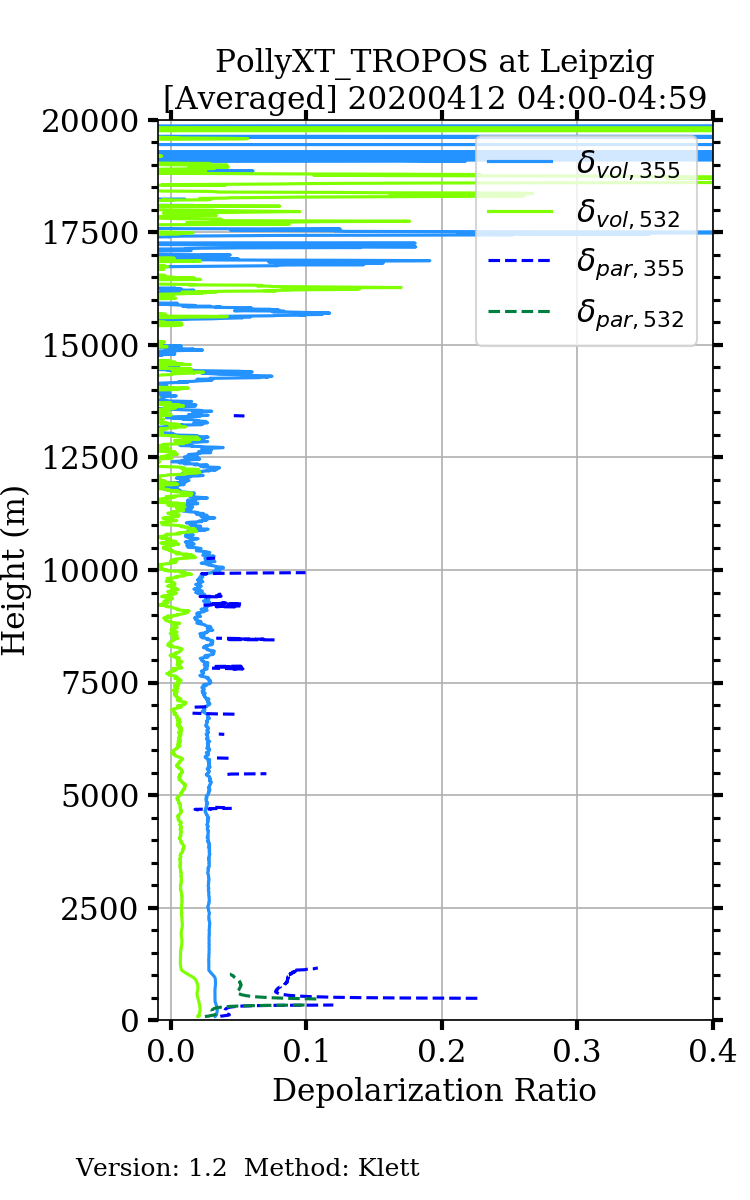 PollyXT_TROPOS at Leipzig
[Averaged] 20200412 04:00-04:59
20000
17500
15000
12500
10000
7500
5000
2500
0
Height (m)
δvol, 355
δvol, 532
δpar, 355
δpar, 532
0.0 0.1 0.2 0.3 0.4
Depolarization Ratio
Version: 1.2  Method: Klett